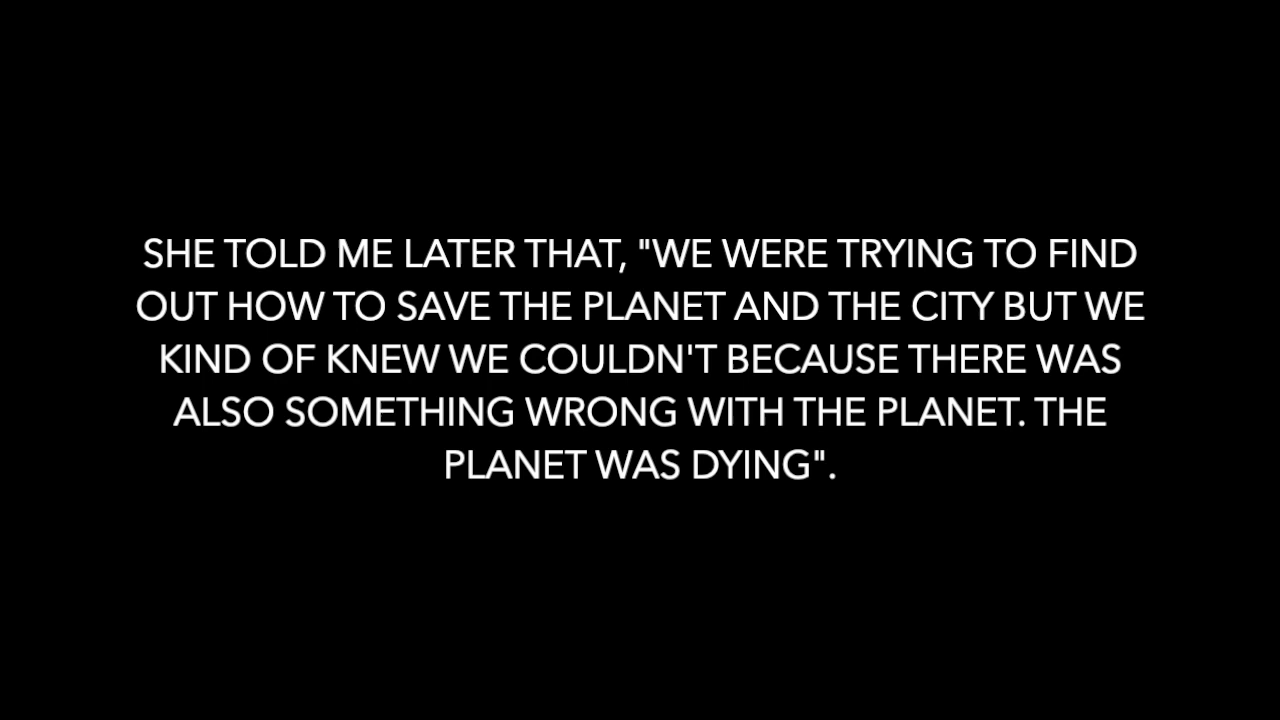 SHE TOLD ME LATER THAT, "WE WERE TRYING TO FIND
OUT HOW TO SAVE THE PLANET AND THE CITY BUT WE
KIND OF KNEW WE COULDN'T BECAUSE THERE WAS
ALSO SOMETHING WRONG WITH THE PLANET. THE
PLANET WAS DYING".